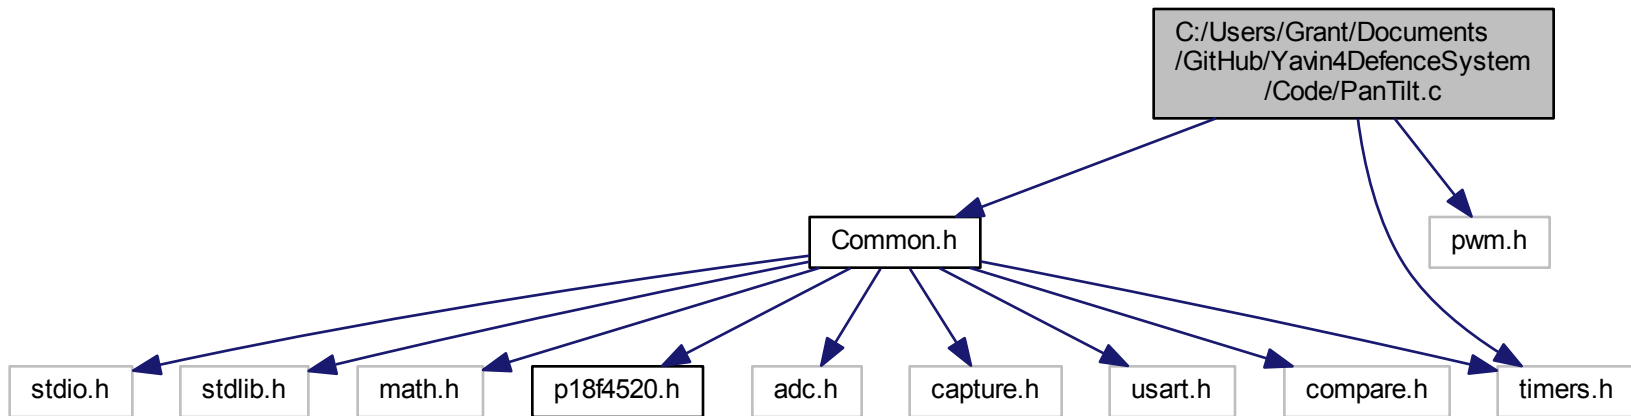 C:/Users/Grant/Documents
/GitHub/Yavin4DefenceSystem
/Code/PanTilt.c
Common.h
pwm.h
stdio.h
stdlib.h
math.h
p18f4520.h
adc.h
capture.h
usart.h
compare.h
timers.h